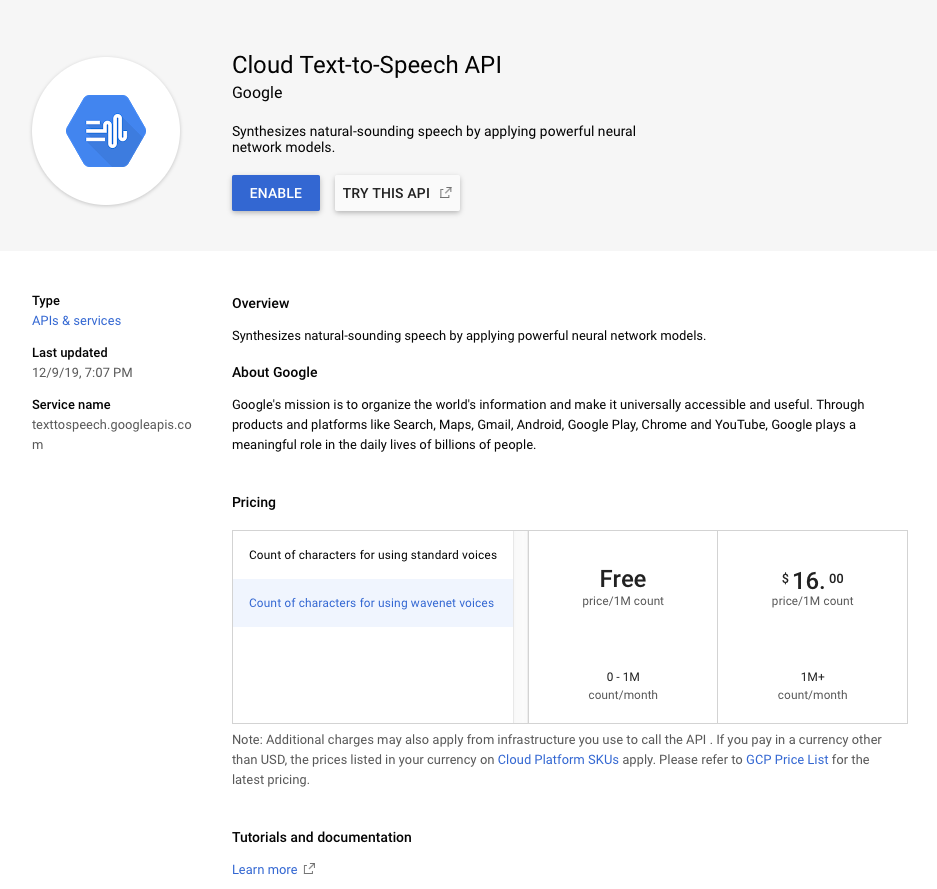 Cloud Text-to-Speech API
Google
Synthesizes natural-sounding speech by applying powerful neural
network models.
ENABLE
TRY THIS API
Type
APIs & services
Last updated
12/9/19, 7:07 PM
Service name
texttospeech.googleapis.co
m
Overview
Synthesizes natural-sounding speech by applying powerful neural network models.
About Google
Google's mission is to organize the world's information and make it universally accessible and useful. Through
products and platforms like Search, Maps, Gmail, Android, Google Play, Chrome and YouTube, Google plays a
meaningful role in the daily lives of billions of people.
Pricing
Count of characters for using standard voices
Count of characters for using wavenet voices
Free
price/1M count
0 - 1M
count/month
$ 16. 00
price/1M count
1M+
count/month
Note: Additional charges may also apply from infrastructure you use to call the API . If you pay in a currency other
than USD, the prices listed in your currency on Cloud Platform SKUs apply. Please refer to GCP Price List for the
latest pricing.
Tutorials and documentation
Learn more